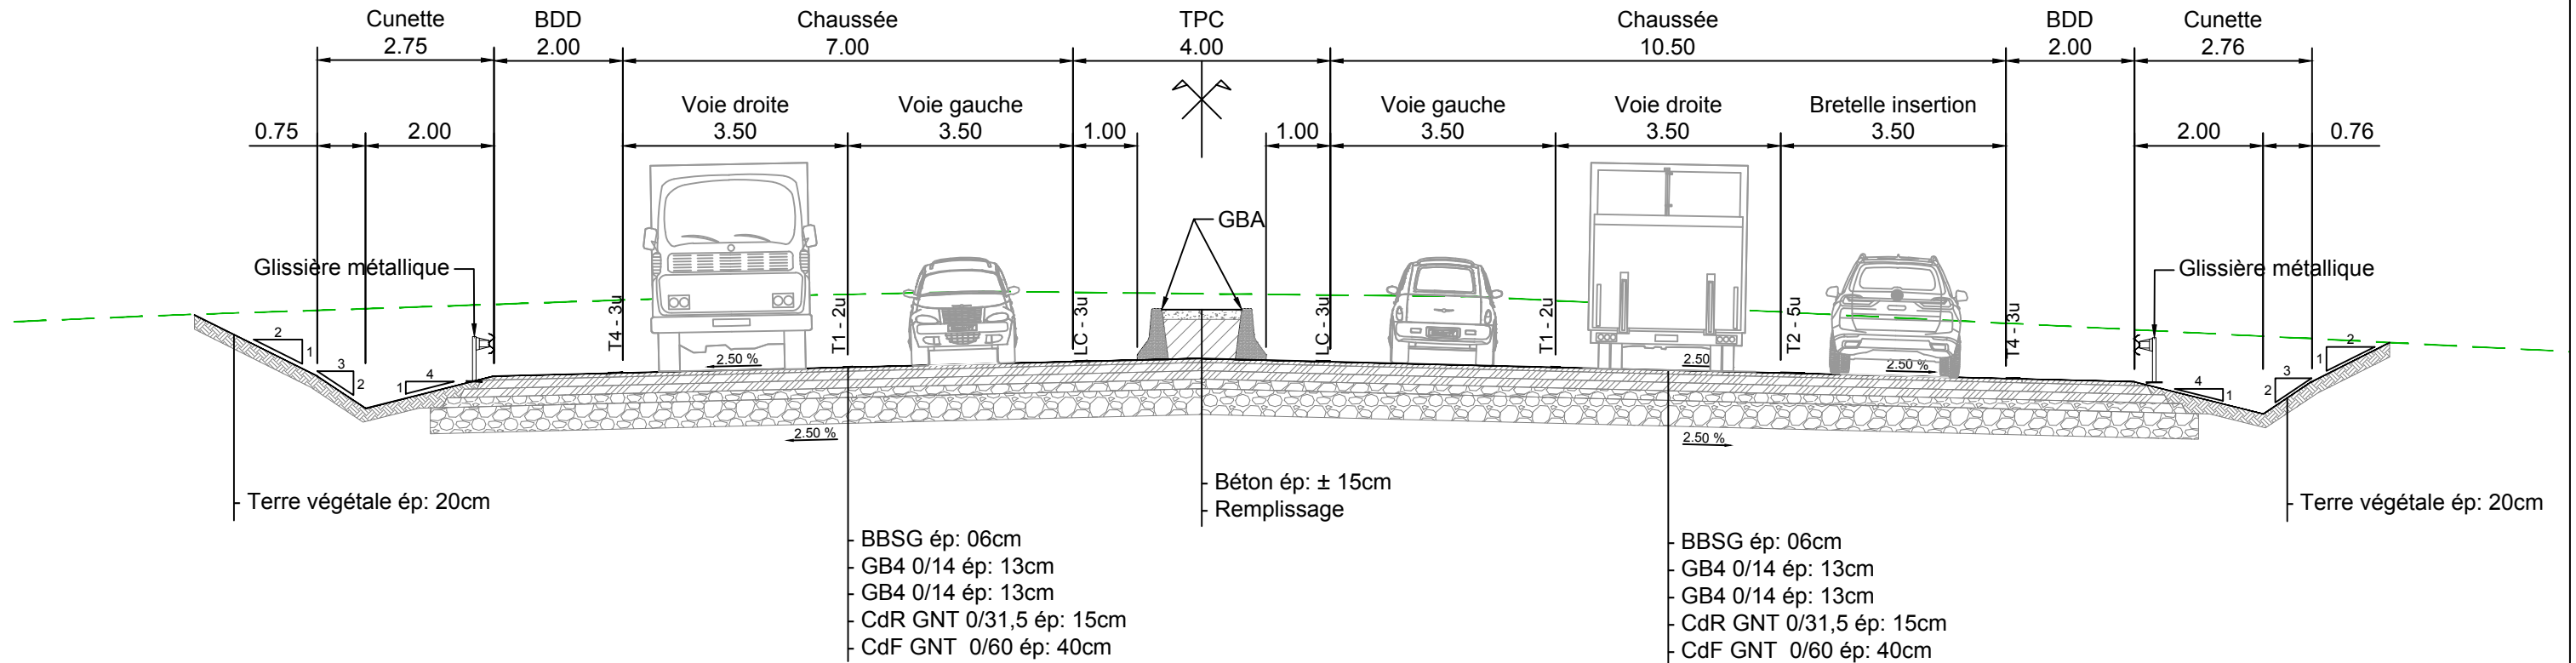 Cunette
BDD
Chaussée
TPC
Chaussée
BDD
Cunette
2.75
2.00
7.00
4.00
10.50
2.00
2.76
Voie droite
Voie gauche
Voie gauche
Voie droite
Bretelle insertion
0.75
2.00
3.50
3.50
1.00
1.00
3.50
3.50
3.50
2.00
0.76
GBA
Glissière métallique
Glissière métallique
T4 - 3u
T1 - 2u
LC - 3u
LC - 3u
T1 - 2u
T2 - 5u
T4 - 3u
2
1
3
2
4
1
2.50 %
2.50
2.50 %
4
1
3
2
2
1
2.50 %
2.50 %
Terre végétale ép: 20cm
Béton ép: ± 15cm
Remplissage
Terre végétale ép: 20cm
BBSG ép: 06cm
GB4 0/14 ép: 13cm
GB4 0/14 ép: 13cm
CdR GNT 0/31,5 ép: 15cm
CdF GNT 0/60 ép: 40cm
BBSG ép: 06cm
GB4 0/14 ép: 13cm
GB4 0/14 ép: 13cm
CdR GNT 0/31,5 ép: 15cm
CdF GNT 0/60 ép: 40cm